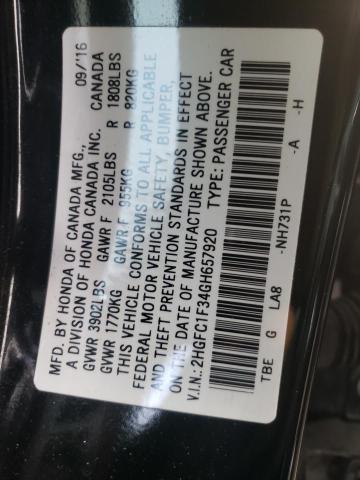 MFD. BY HONDA OF CANADA MFG., 09/'16
A DIVISION OF HONDA CANADA INC. CANADA
GVWR 3902LBS GAWR F 2105LBS R 1808LBS
GVWR 1770KG GAWR F 955KG R 820KG
THIS VEHICLE CONFORMS TO ALL APPLICABLE
FEDERAL MOTOR VEHICLE SAFETY, BUMPER,
AND THEFT PREVENTION STANDARDS IN EFFECT
ON THE DATE OF MANUFACTURE SHOWN ABOVE.
V.I.N.: 2HGFC1F34GH657920 TYPE: PASSENGER CAR
TBE G LA8 -NH731P -A -H